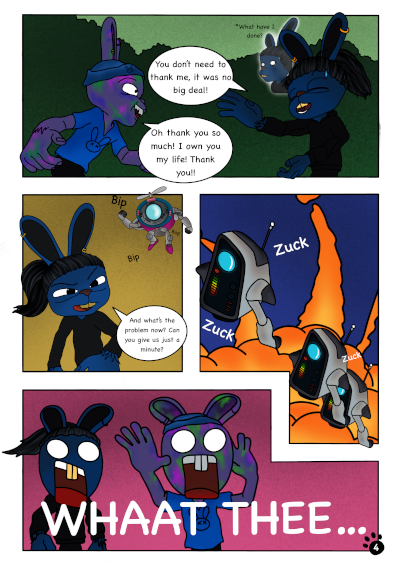 "What have I
done?
You don't need to
thank me, it was no
big deal!
Oh thank you so
much! I own you
my life! Thank
you!!
Bip
Bip
Bip
And what's the
problem now? Can
you give us just a
minute?
Zuck
Zuck
Zuck
WHAAT THEE...
4